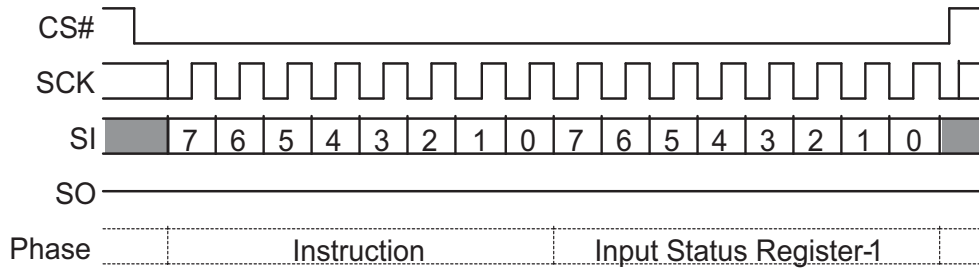 CS#
SCK
SI 7 6 5 4 3 2 1 0 7 6 5 4 3 2 1 0
SO
Phase Instruction Input Status Register-1